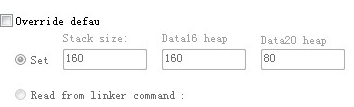 Override defau
Stack size: Data16 heap Data20 heap
Set 160 160 80
Read from linker command :